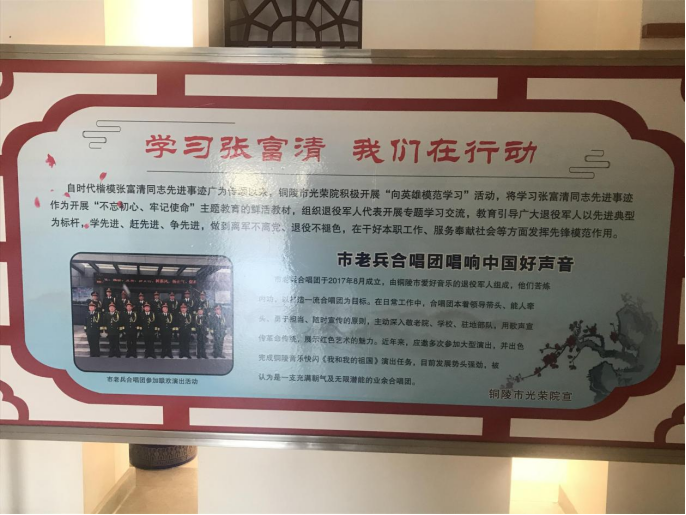 学习张富清 我们在行动
自时代楷模张富清同志先进事迹广为传颂以来，铜陵市光荣院积极开展“向英雄模范学习”活动，将学习张富清同志先进事迹
作为开展“不忘初心、牢记使命”主题教育的鲜活教材，组织退役军人代表开展专题学习交流，教育引导广大退役军人以先进典型
为标杆，学先进、赶先进、争先进，做到离军不离党、退役不褪色，在干好本职工作、服务奉献社会等方面发挥先锋模范作用。
市老兵合唱团唱响中国好声音
市老兵合唱团于2017年8月成立，由铜陵市爱好音乐的退役军人组成，他们苦炼
以打造一流合唱团为目标。在日常工作中，合唱团本着领导带头、能人牵
头、勇于担当、随时宣传的原则，主动深入敬老院、学校、驻地部队，用歌声宣
传革命传统，展示红色艺术的魅力。近年来，应邀多次参加大型演出，并出色
完成铜陵音乐快闪《我和我的祖国》演出任务，目前发展势头强劲，被
认为是一支充满朝气及无限潜能的业余合唱团。
市老兵合唱团参加演出活动
铜陵市光荣院宣